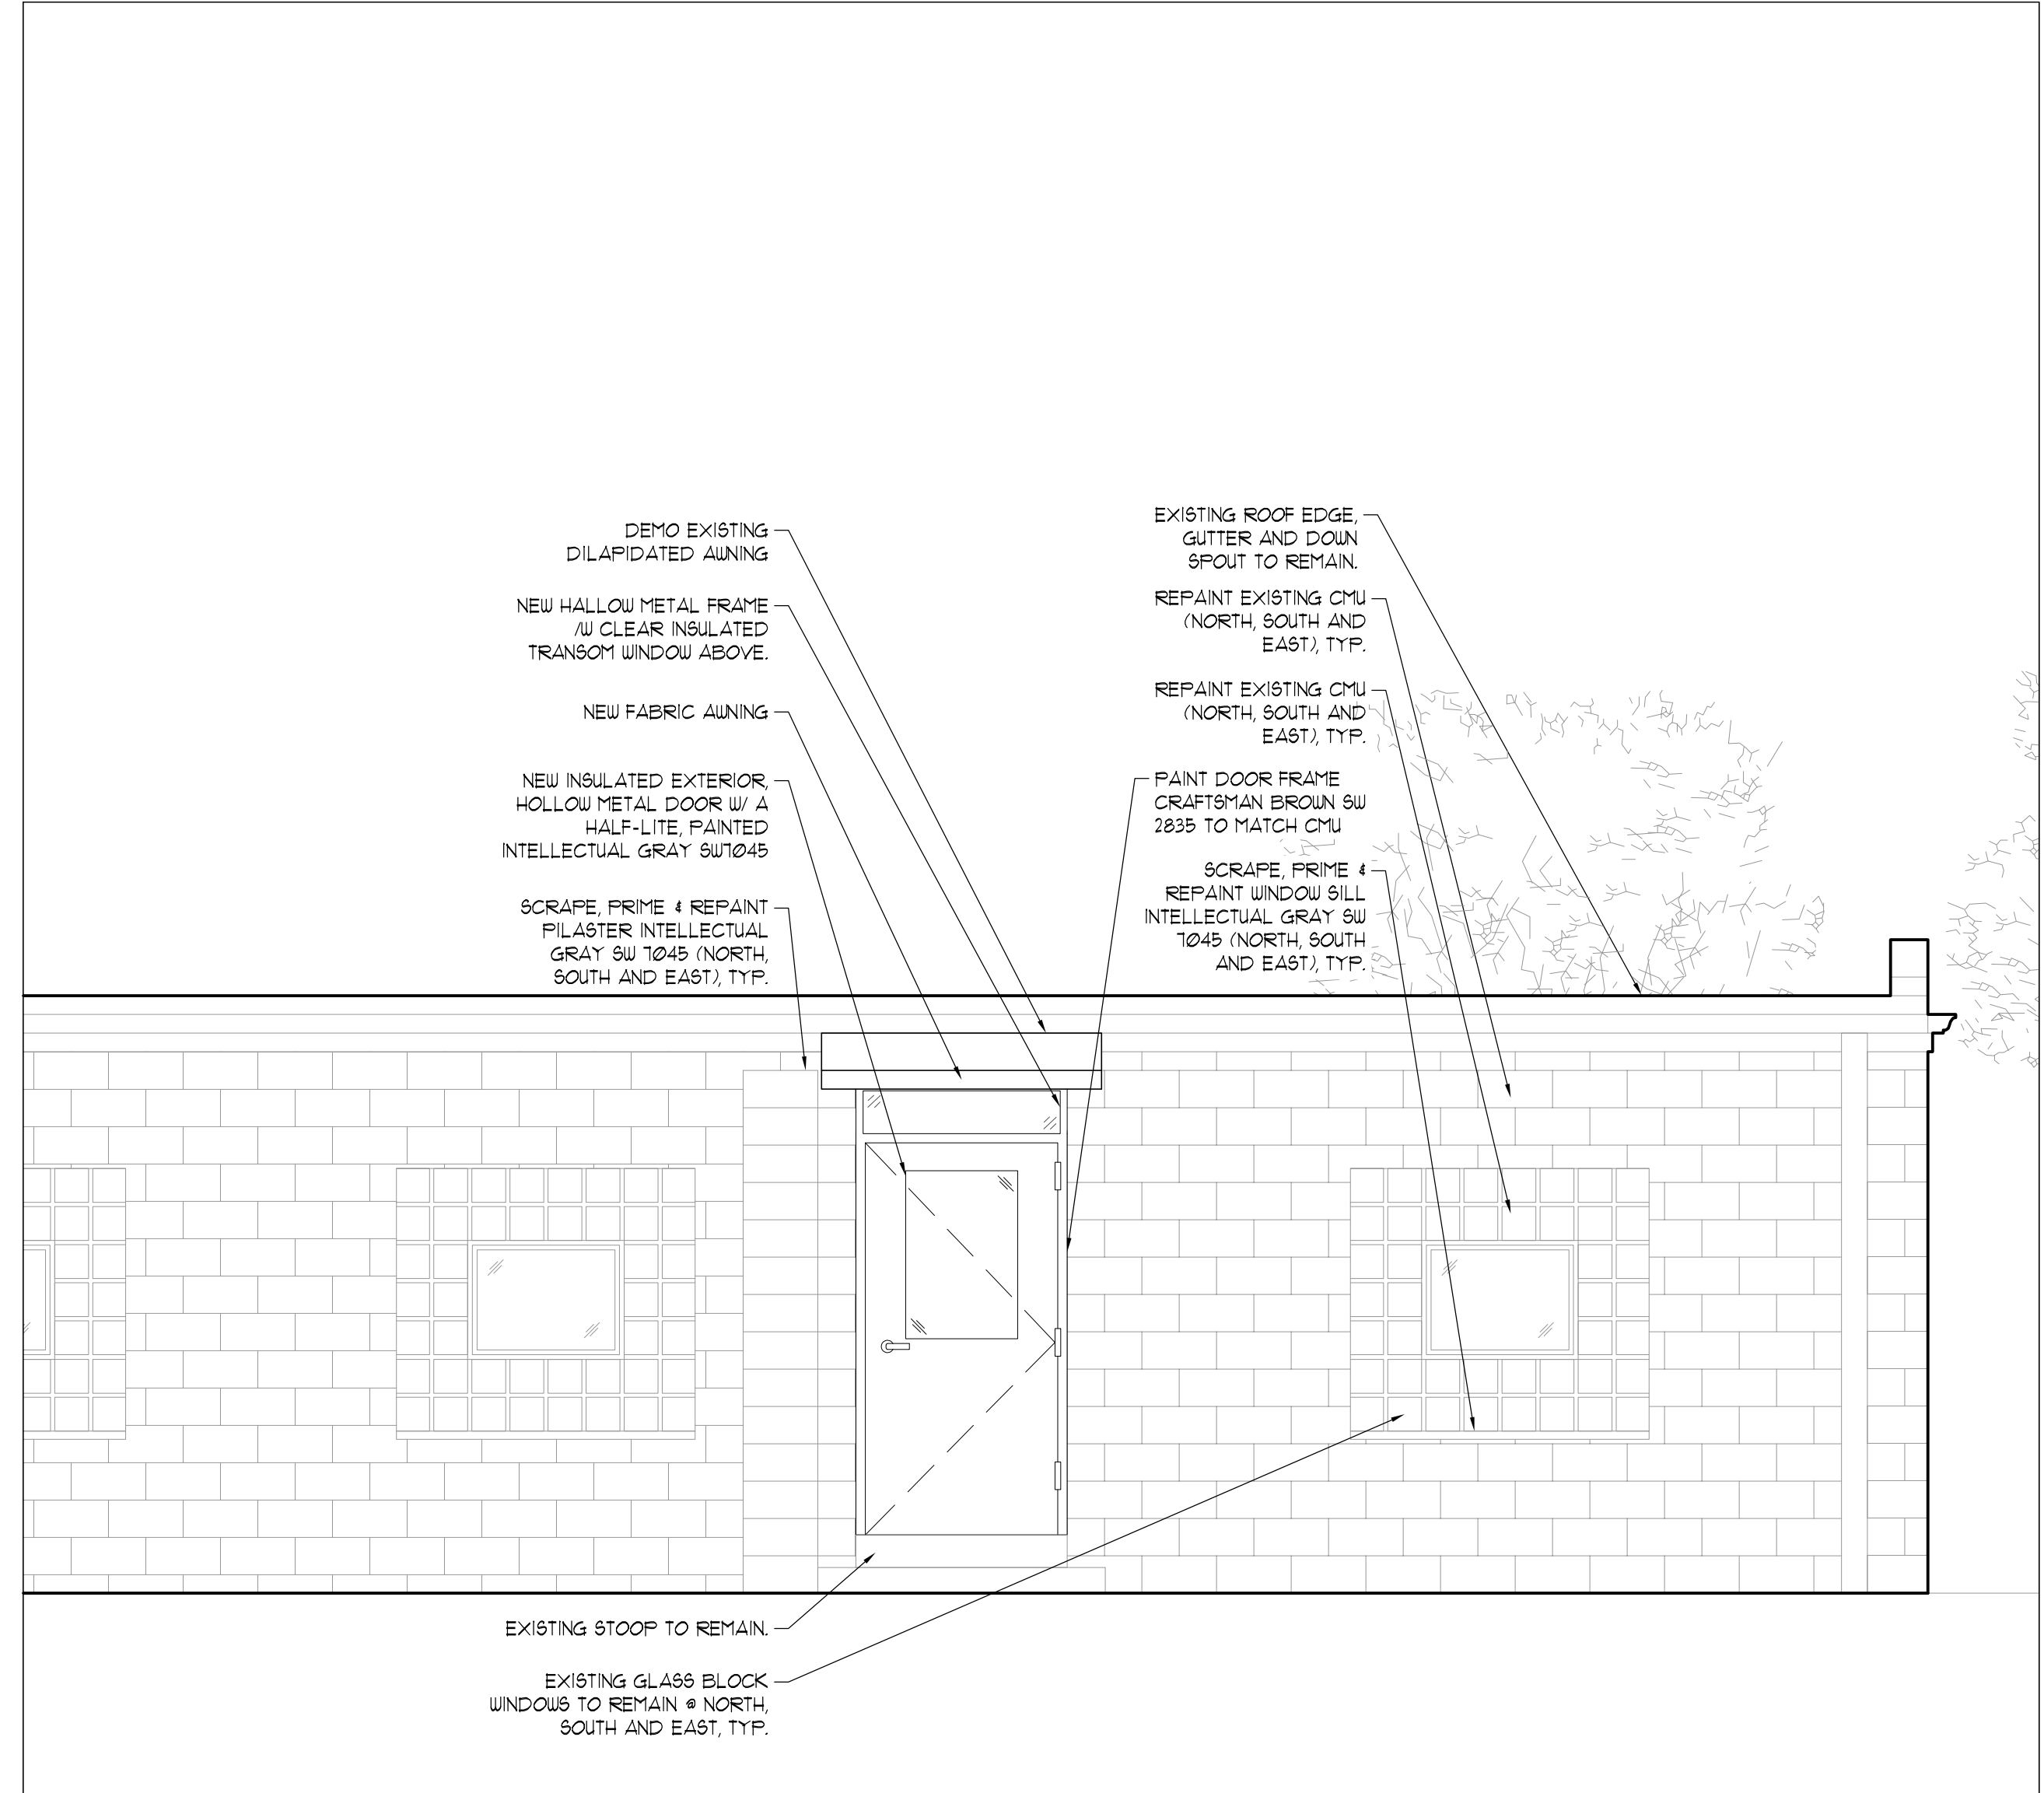 DEMO EXISTING
DILAPIDATED AWNING
NEW HALLOW METAL FRAME
/W CLEAR INSULATED
TRANSOM WINDOW ABOVE.
NEW FABRIC AWNING
NEW INSULATED EXTERIOR,
HOLLOW METAL DOOR W/ A
HALF-LITE, PAINTED
INTELLECTUAL GRAY SW7045
SCRAPE, PRIME & REPAINT
PILASTER INTELLECTUAL
GRAY SW 7045 (NORTH,
SOUTH AND EAST), TYP.
EXISTING ROOF EDGE,
GUTTER AND DOWN
SPOUT TO REMAIN.
REPAINT EXISTING CMU
(NORTH, SOUTH AND
EAST), TYP.
REPAINT EXISTING CMU
(NORTH, SOUTH AND
EAST), TYP.
PAINT DOOR FRAME
CRAFTSMAN BROWN SW
2835 TO MATCH CMU
SCRAPE, PRIME &
REPAINT WINDOW SILL
INTELLECTUAL GRAY SW
7045 (NORTH, SOUTH
AND EAST), TYP.
EXISTING STOOP TO REMAIN.
EXISTING GLASS BLOCK
WINDOWS TO REMAIN @ NORTH,
SOUTH AND EAST, TYP.